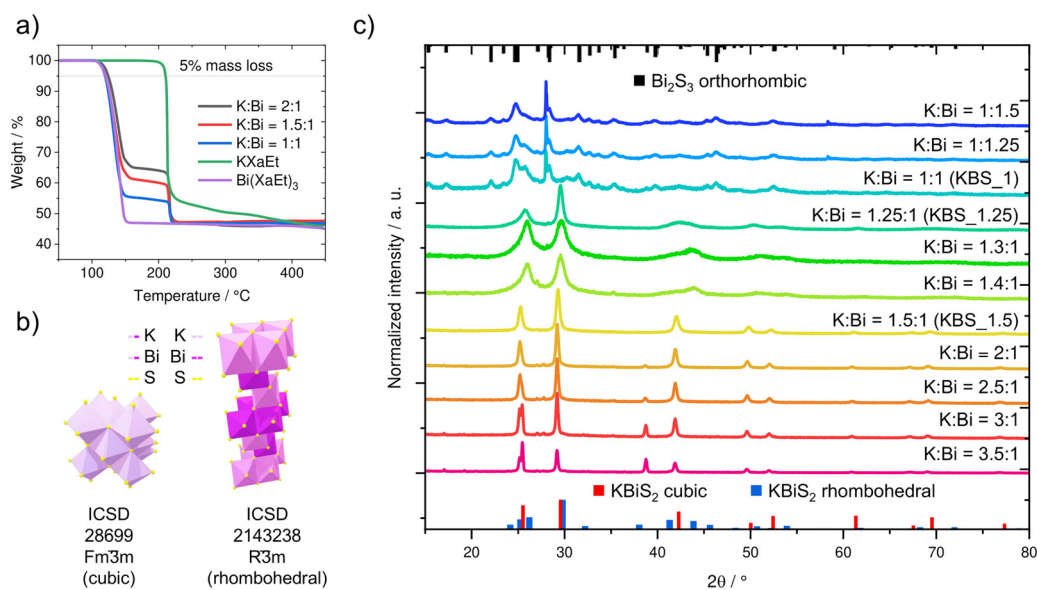 a)
5% mass loss
K:Bi = 2:1
K:Bi = 1.5:1
K:Bi = 1:1
KXaEt
Bi(XaEt)₃
100
90
80
70
60
50
40
100
200
300
400
Weight / %
Temperature / °C
b)
K K
Bi Bi
S S
ICSD
28699
Fm3̄m
(cubic)
ICSD
2143238
R3̄m
(rhombohedral)
c)
Bi₂S₃ orthorhombic
K:Bi = 1:1.5
K:Bi = 1:1.25
K:Bi = 1:1 (KBS_1)
K:Bi = 1.25:1 (KBS_1.25)
K:Bi = 1.3:1
K:Bi = 1.4:1
K:Bi = 1.5:1 (KBS_1.5)
K:Bi = 2:1
K:Bi = 2.5:1
K:Bi = 3:1
K:Bi = 3.5:1
KBiS₂ cubic
KBiS₂ rhombohedral
20
30
40
50
60
70
80
Normalized intensity / a. u.
2θ / °